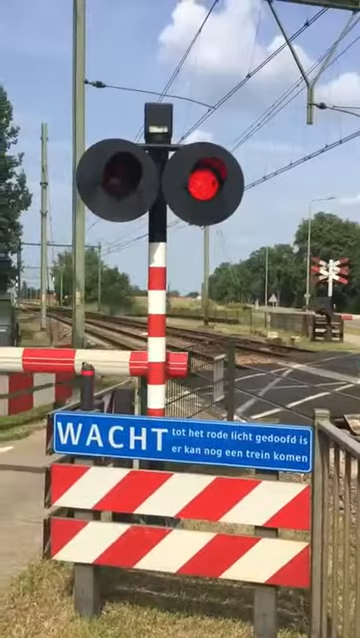 WACHT tot het rode licht gedoofd is
er kan nog een trein komen